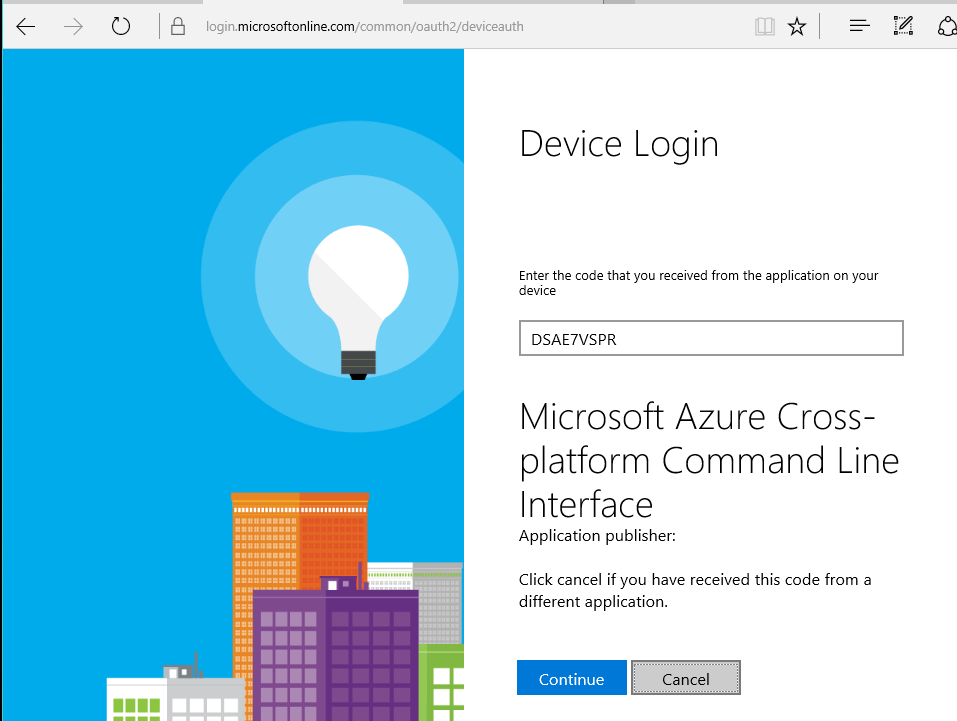 login.microsoftonline.com/common/oauth2/deviceauth
Device Login
Enter the code that you received from the application on your
device
DSAE7VSPR
Microsoft Azure Cross-
platform Command Line
Interface
Application publisher:
Click cancel if you have received this code from a
different application.
Continue
Cancel